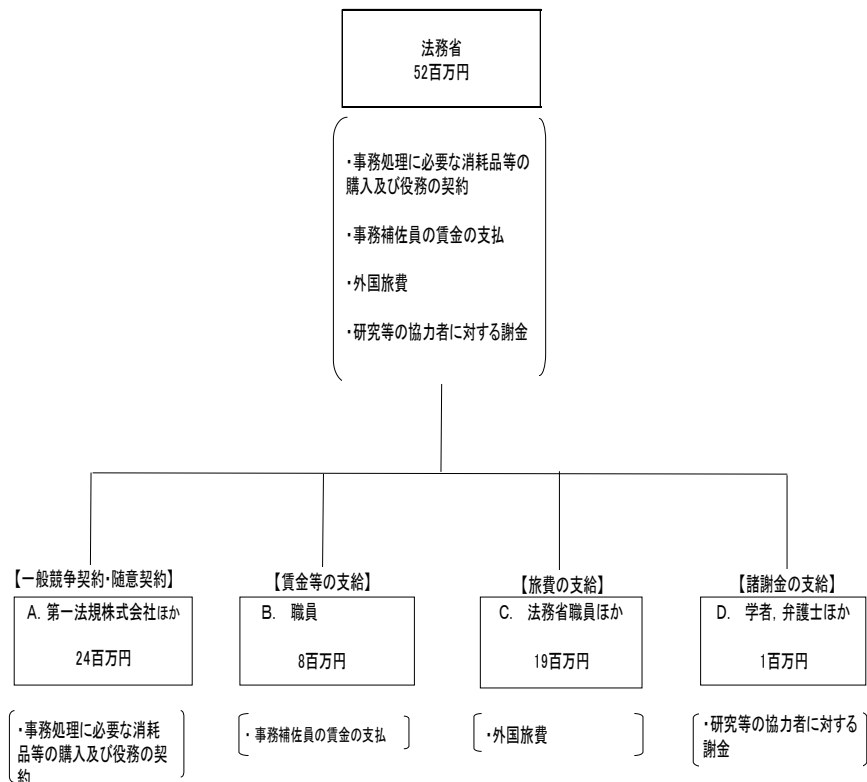 法務省
52百万円
・事務処理に必要な消耗品等の
購入及び役務の契約
・事務補佐員の賃金の支払
・外国旅費
・研究等の協力者に対する謝金
【一般競争契約・随意契約】
A. 第一法規株式会社ほか
24百万円
・事務処理に必要な消耗
品等の購入及び役務の契
約
【賃金等の支給】
B. 職員
8百万円
・事務補佐員の賃金の支払
【旅費の支給】
C. 法務省職員ほか
19百万円
・外国旅費
【諸謝金の支給】
D. 学者, 弁護士ほか
1百万円
・研究等の協力者に対する
謝金